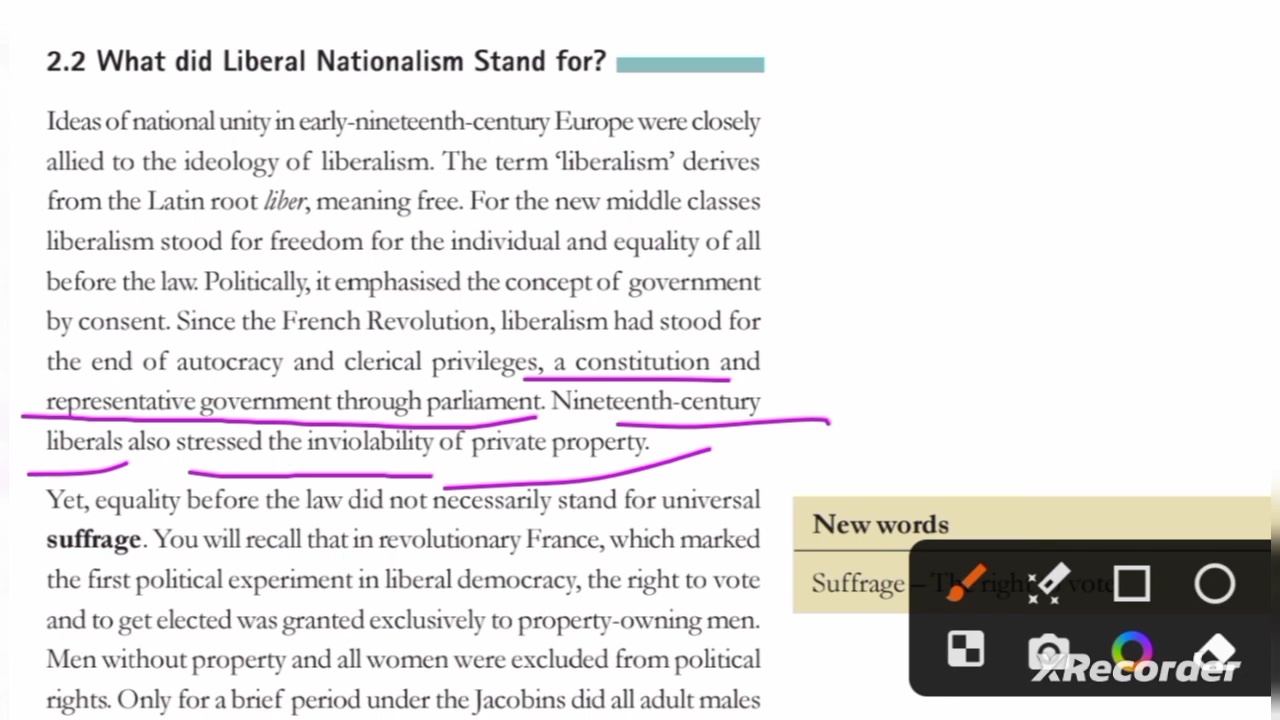 2.2 What did Liberal Nationalism Stand for?
Ideas of national unity in early-nineteenth-century Europe were closely
allied to the ideology of liberalism. The term ‘liberalism’ derives
from the Latin root liber, meaning free. For the new middle classes
liberalism stood for freedom for the individual and equality of all
before the law. Politically, it emphasised the concept of government
by consent. Since the French Revolution, liberalism had stood for
the end of autocracy and clerical privileges, a constitution and
representative government through parliament. Nineteenth-century
liberals also stressed the inviolability of private property.
Yet, equality before the law did not necessarily stand for universal
suffrage. You will recall that in revolutionary France, which marked
the first political experiment in liberal democracy, the right to vote
and to get elected was granted exclusively to property-owning men.
Men without property and all women were excluded from political
rights. Only for a brief period under the Jacobins did all adult males
New words
Suffrage – The right to vote
XRecorder